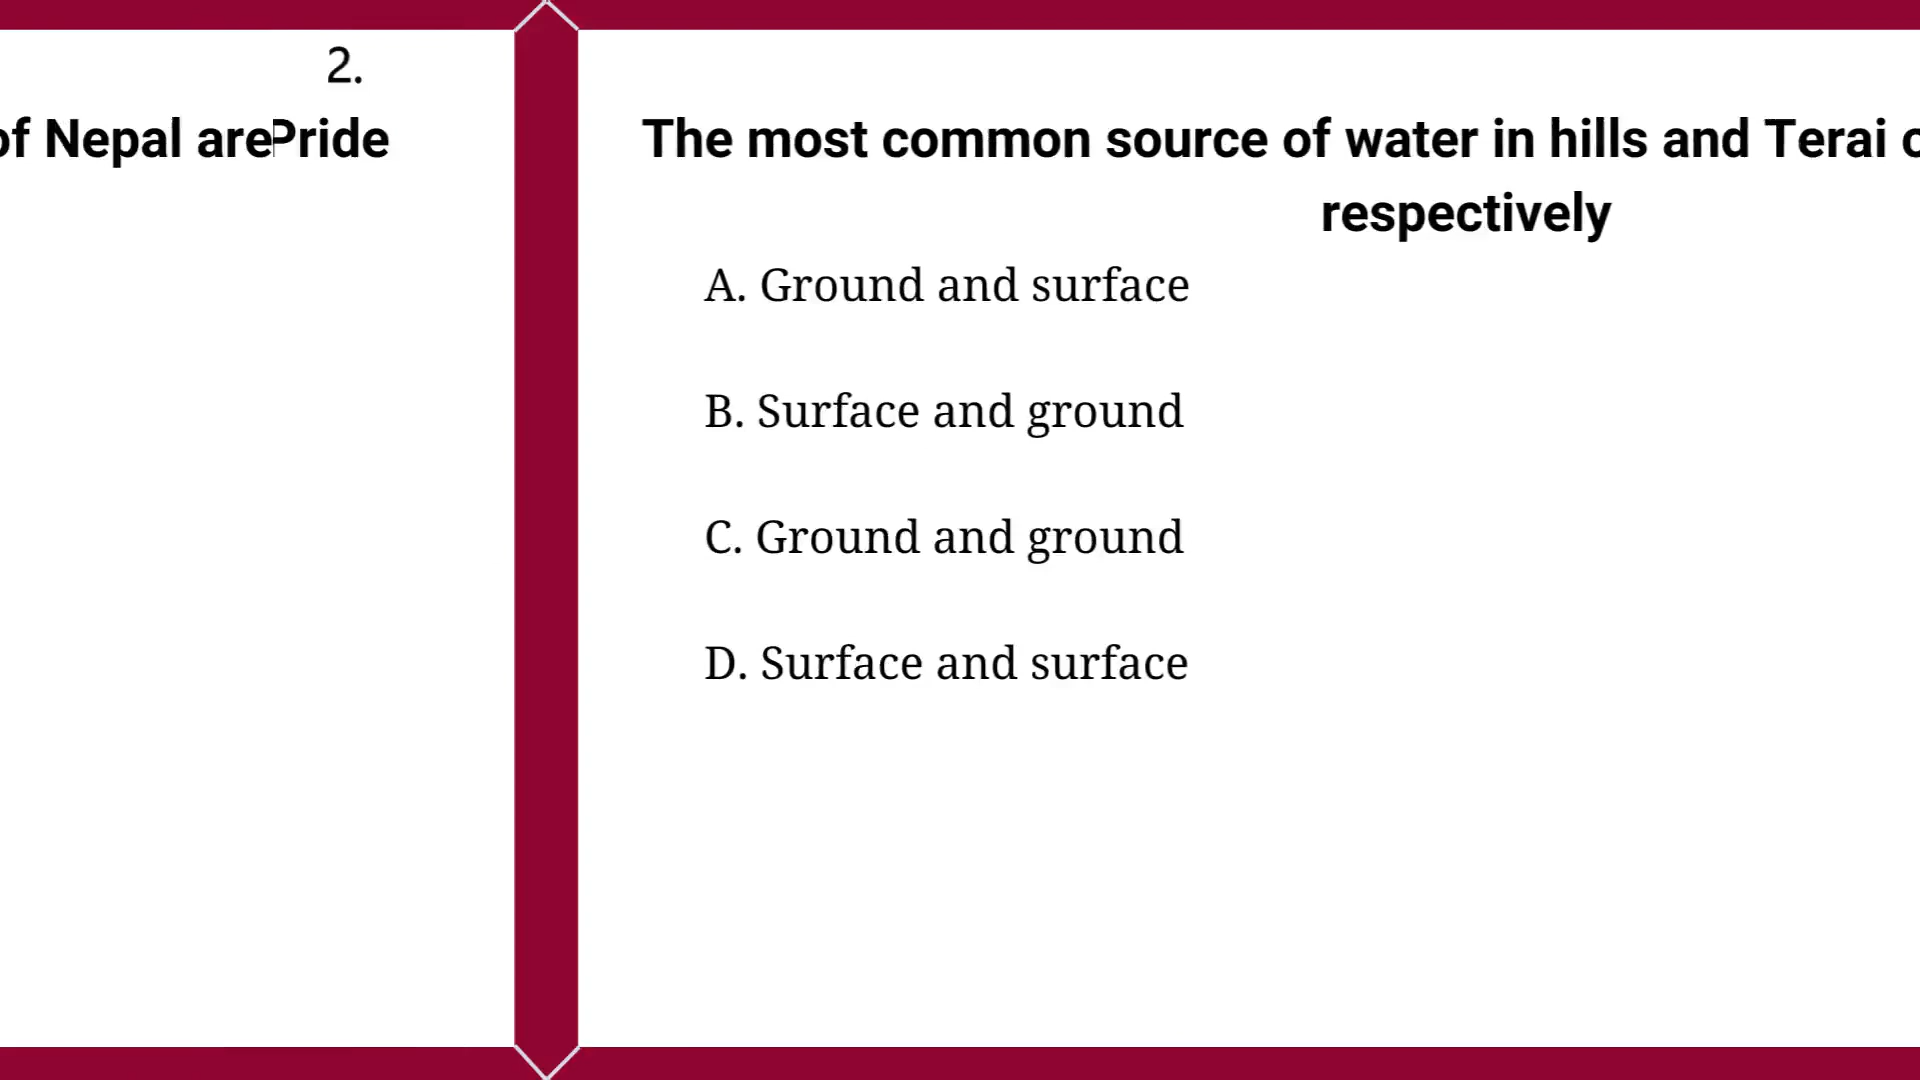 2.
of Nepal arePride
The most common source of water in hills and Terai
respectively
A. Ground and surface
B. Surface and ground
C. Ground and ground
D. Surface and surface